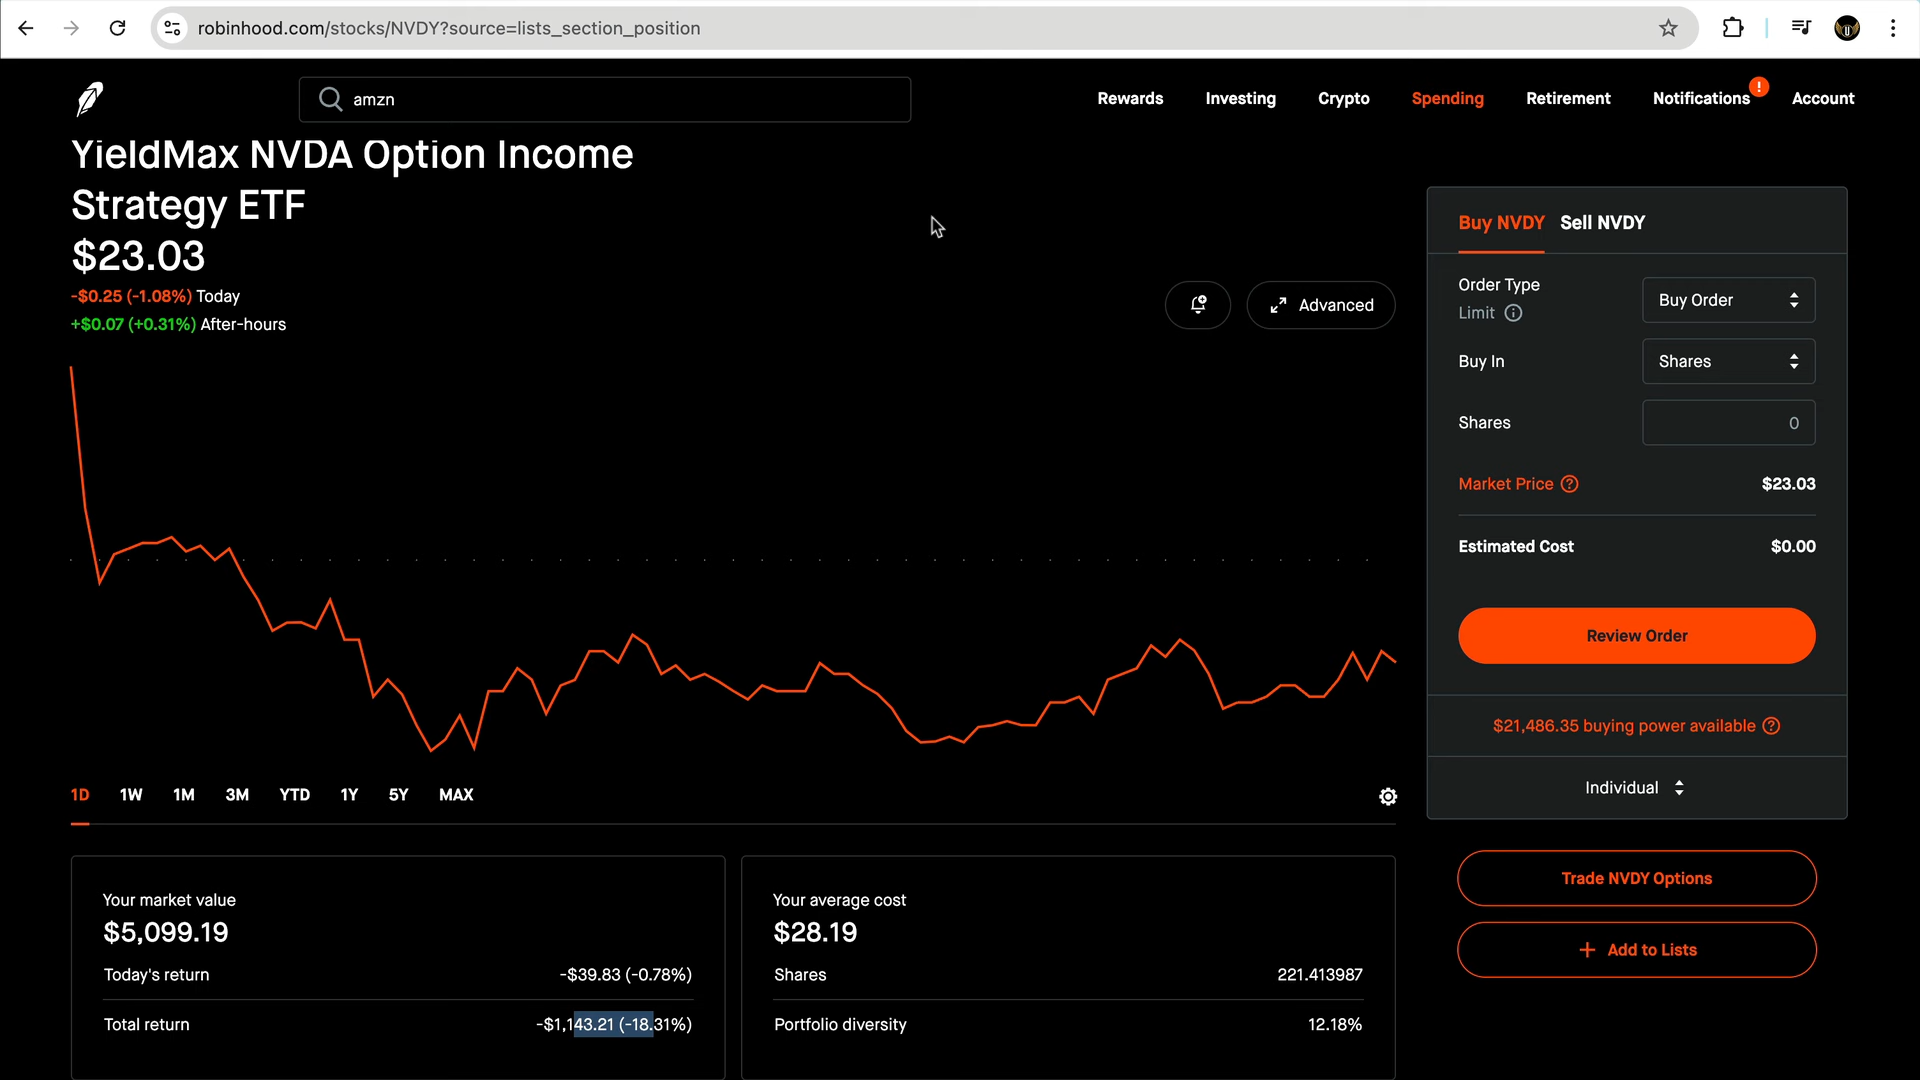 robinhood.com/stocks/NVDY?source=lists_section_position
amzn
Rewards
Investing
Crypto
Spending
Retirement
Notifications
!
Account
YieldMax NVDA Option Income
Strategy ETF
$23.03
-$0.25 (-1.08%) Today
+$0.07 (+0.31%) After-hours
Advanced
Buy NVDY
Sell NVDY
Order Type
Limit
Buy Order
Buy In
Shares
Shares
0
Market Price
$23.03
Estimated Cost
$0.00
Review Order
$21,486.35 buying power available
Individual
1D
1W
1M
3M
YTD
1Y
5Y
MAX
Your market value
$5,099.19
Today's return
-$39.83 (-0.78%)
Total return
-$1,143.21 (-18.31%)
Your average cost
$28.19
Shares
221.413987
Portfolio diversity
12.18%
Trade NVDY Options
+ Add to Lists